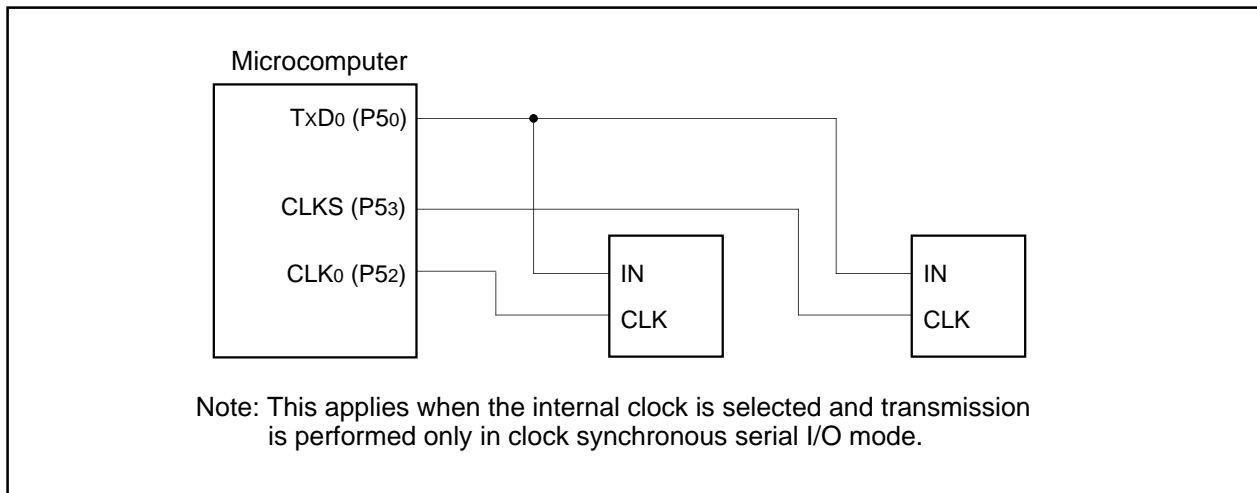 Microcomputer
TxD0 (P50)
CLKS (P53)
CLK0 (P52)
IN
CLK
IN
CLK
Note: This applies when the internal clock is selected and transmission
is performed only in clock synchronous serial I/O mode.